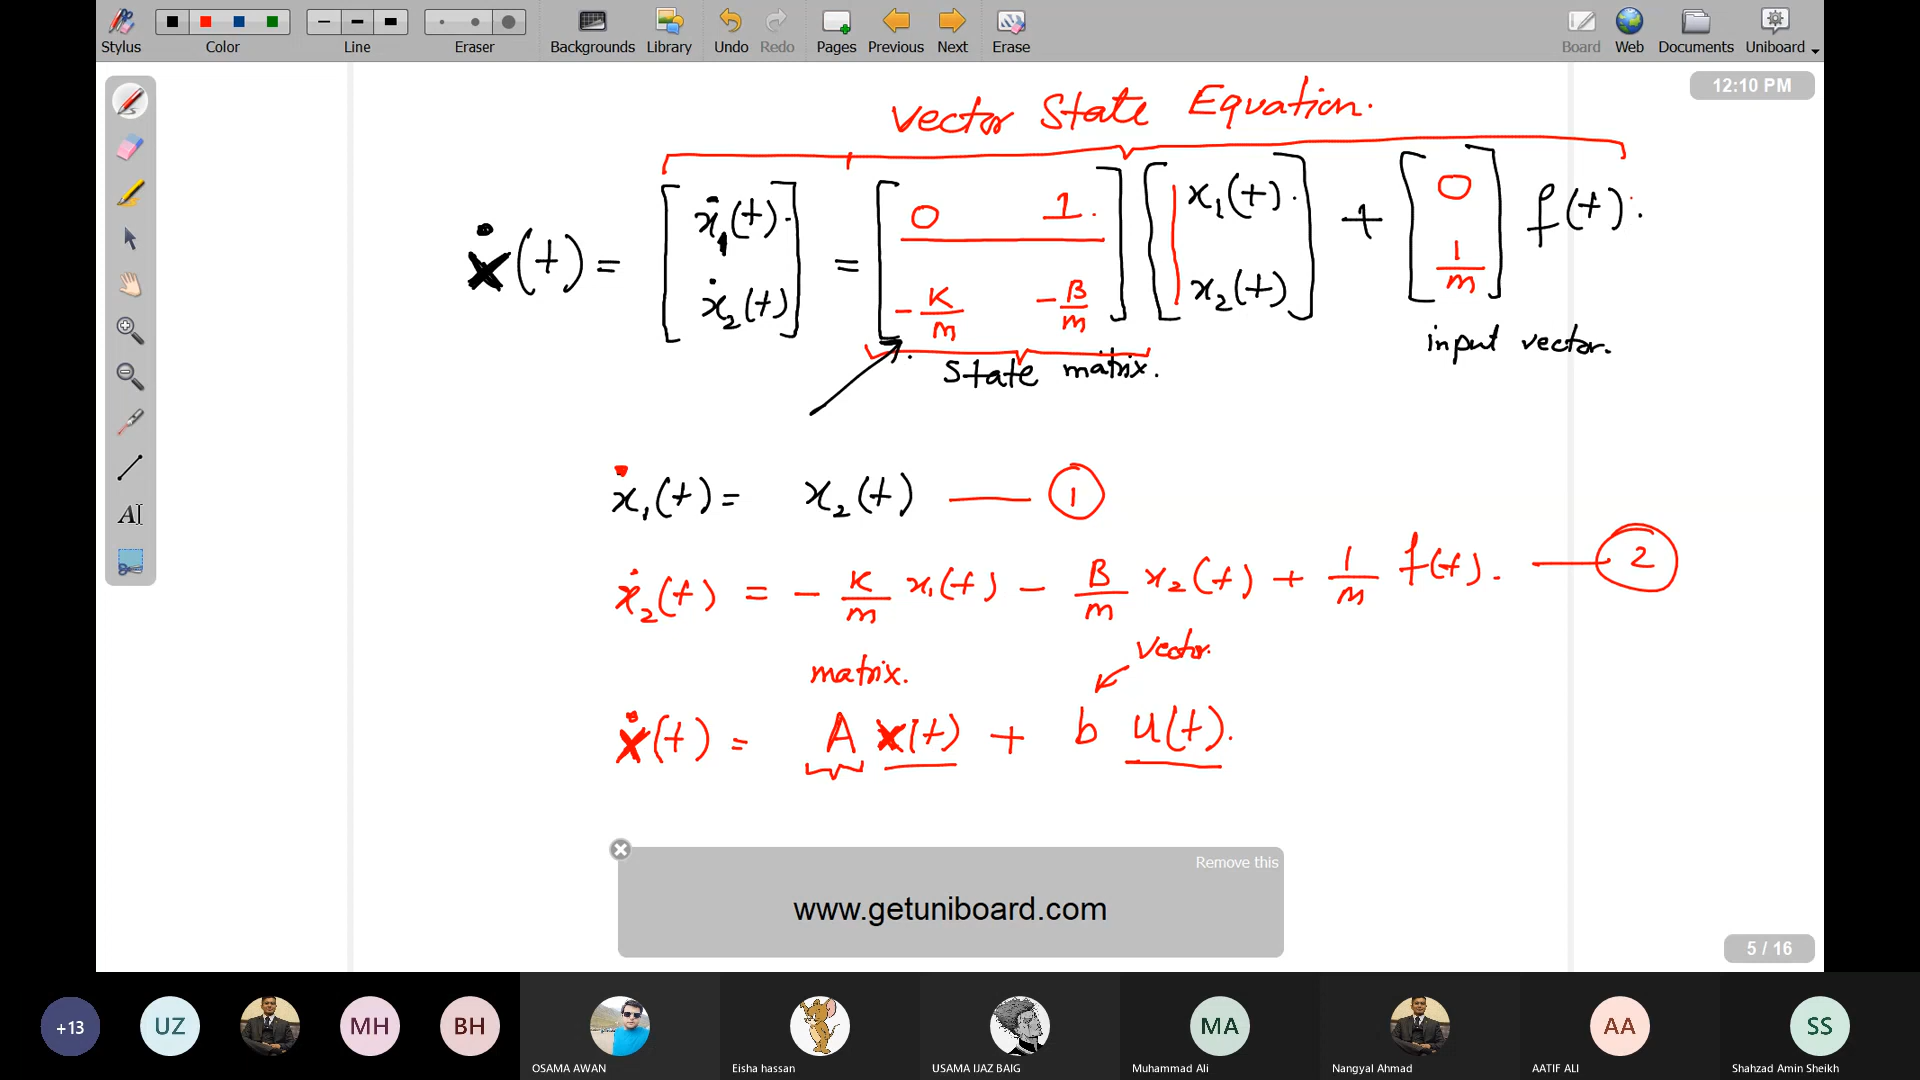 Stylus Color Line Eraser Backgrounds Library Undo Redo Pages Previous Next Erase Board Web Documents Uniboard
12:10 PM
Vector State Equation.
ẋ(t) = [ẋ₁(t). ; ẋ₂(t)] = [0 1. ; -K/m -B/m] [x₁(t). ; x₂(t)] + [0 ; 1/m] f(t).
State matrix.
input vector.
ẋ₁(t) = x₂(t) — ①
ẋ₂(t) = - K/m x₁(t) - B/m x₂(t) + 1/m f(t). — ②
matrix. vector.
ẋ(t) = A x(t) + b u(t).
Remove this
www.getuniboard.com
5 / 16
+13 UZ MH BH MA AA SS
OSAMA AWAN Eisha hassan USAMA IJAZ BAIG Muhammad Ali Nangyal Ahmad AATIF ALI Shahzad Amin Sheikh